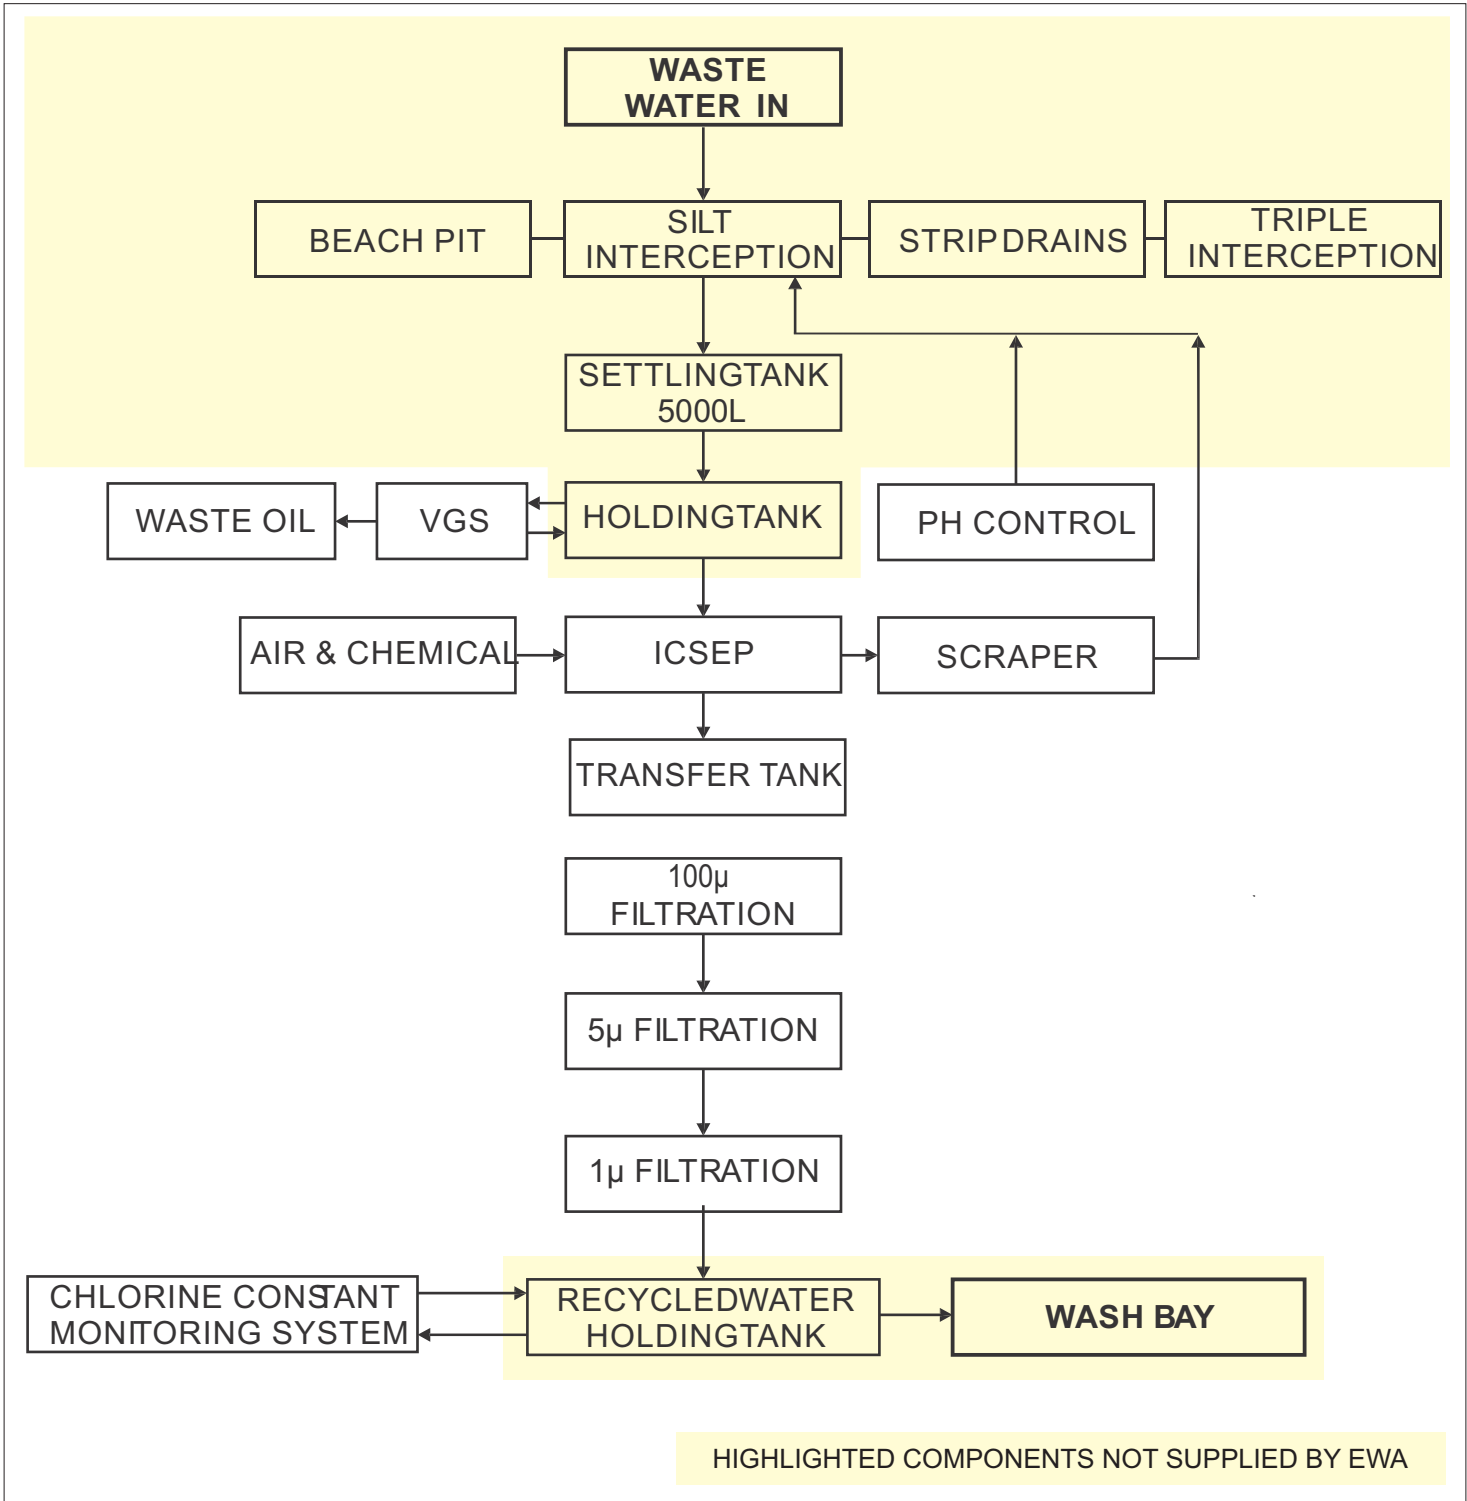 WASTE
WATER IN
BEACH PIT
SILT
INTERCEPTION
STRIPDRAINS
TRIPLE
INTERCEPTION
SETTLINGTANK
5000L
WASTE OIL
VGS
HOLDINGTANK
PH CONTROL
AIR & CHEMICAL
ICSEP
SCRAPER
TRANSFER TANK
100µ
FILTRATION
5µ FILTRATION
1µ FILTRATION
CHLORINE CONSTANT
MONITORING SYSTEM
RECYCLEDWATER
HOLDINGTANK
WASH BAY
HIGHLIGHTED COMPONENTS NOT SUPPLIED BY EWA